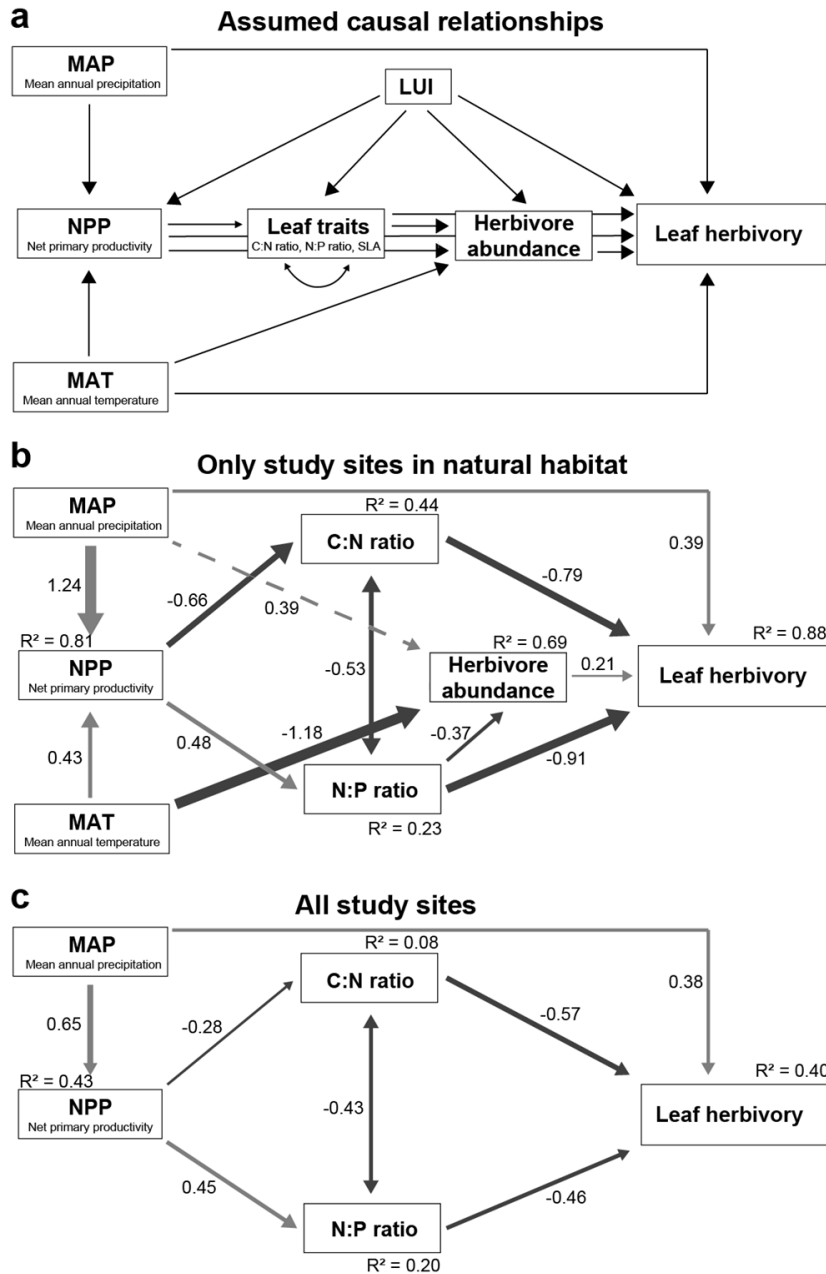 a
Assumed causal relationships
MAP
Mean annual precipitation
LUI
NPP
Net primary productivity
Leaf traits
C:N ratio, N:P ratio, SLA
Herbivore
abundance
Leaf herbivory
MAT
Mean annual temperature
b
Only study sites in natural habitat
MAP
Mean annual precipitation
R² = 0.44
C:N ratio
0.39
1.24
-0.66
0.39
-0.79
R² = 0.81
NPP
Net primary productivity
-0.53
R² = 0.69
Herbivore
abundance
0.21
R² = 0.88
Leaf herbivory
0.43
0.48
-1.18
-0.37
-0.91
MAT
Mean annual temperature
N:P ratio
R² = 0.23
c
All study sites
MAP
Mean annual precipitation
R² = 0.08
C:N ratio
0.38
0.65
-0.28
-0.57
R² = 0.43
NPP
Net primary productivity
-0.43
R² = 0.40
Leaf herbivory
0.45
-0.46
N:P ratio
R² = 0.20